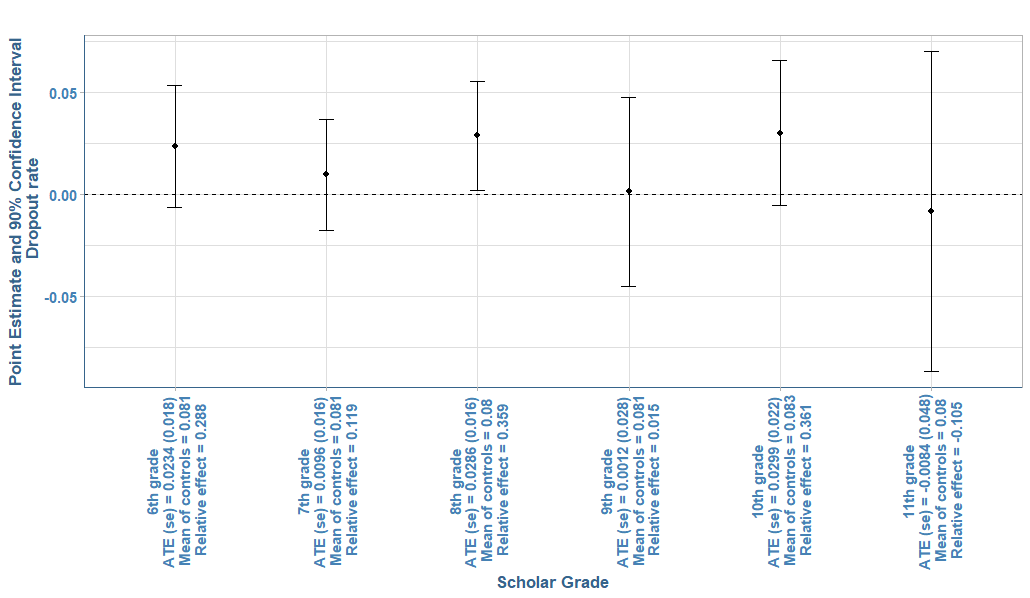 Point Estimate and 90% Confidence Interval
Dropout rate
0.05
0.00
-0.05
6th grade
ATE (se) = 0.0234 (0.018)
Mean of controls = 0.081
Relative effect = 0.288
7th grade
ATE (se) = 0.0096 (0.016)
Mean of controls = 0.081
Relative effect = 0.119
8th grade
ATE (se) = 0.0286 (0.016)
Mean of controls = 0.08
Relative effect = 0.359
9th grade
ATE (se) = 0.0012 (0.028)
Mean of controls = 0.081
Relative effect = 0.015
10th grade
ATE (se) = 0.0299 (0.022)
Mean of controls = 0.083
Relative effect = 0.361
11th grade
ATE (se) = -0.0084 (0.048)
Mean of controls = 0.08
Relative effect = -0.105
Scholar Grade